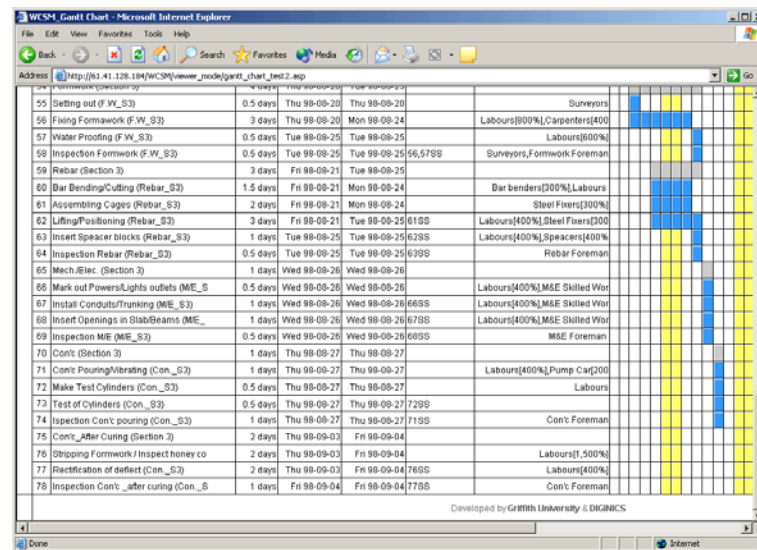 WCSM_Gantt Chart - Microsoft Internet Explorer
File Edit View Favorites Tools Help
Back Search Favorites Media
Address http://61.41.128.184/WCSM/viewer_mode/gantt_chart_test2.asp Go
55 Setting out (F.W_S3) 0.5 days Thu 98-08-20 Thu 98-08-20 Surveyors
56 Fixing Formawork (F.W_S3) 3 days Thu 98-08-20 Mon 98-08-24 Labours[800%],Carpenters[400
57 Water Proofing (F.W_S3) 0.5 days Tue 98-08-25 Tue 98-08-25 Labours[600%]
58 Inspection Formwork (F.W_S3) 0.5 days Tue 98-08-25 Tue 98-08-25 56,57SS Surveyors,Formwork Foreman
59 Rebar (Section 3) 3 days Fri 98-08-21 Tue 98-08-25
60 Bar Bending/Cutting (Rebar_S3) 1.5 days Fri 98-08-21 Mon 98-08-24 Bar benders[300%],Labours
61 Assembling Cages (Rebar_S3) 2 days Fri 98-08-21 Mon 98-08-24 Steel Fixers[300%]
62 Lifting/Positioning (Rebar_S3) 3 days Fri 98-08-21 Tue 98-08-25 61SS Labours[400%],Steel Fixers[300
63 Insert Speacer blocks (Rebar_S3) 1 days Tue 98-08-25 Tue 98-08-25 62SS Labours[400%],Speacers[400%
64 Inspection Rebar (Rebar_S3) 0.5 days Tue 98-08-25 Tue 98-08-25 63SS Rebar Foreman
65 Mech./Elec. (Section 3) 1 days Wed 98-08-26 Wed 98-08-26
66 Mark out Powers/Lights outlets (M/E_S 0.5 days Wed 98-08-26 Wed 98-08-26 Labours[400%],M&E Skilled Wor
67 Install Conduits/Trunking (M/E_S3) 1 days Wed 98-08-26 Wed 98-08-26 66SS Labours[400%],M&E Skilled Wor
68 Insert Openings in Slab/Beams (M/E_ 1 days Wed 98-08-26 Wed 98-08-26 67SS Labours[400%],M&E Skilled Wor
69 Inspection M/E (M/E_S3) 0.5 days Wed 98-08-26 Wed 98-08-26 68SS M&E Foreman
70 Con't (Section 3) 1 days Thu 98-08-27 Thu 98-08-27
71 Con't Pouring/Vibrating (Con._S3) 1 days Thu 98-08-27 Thu 98-08-27 Labours[400%],Pump Car[200
72 Make Test Cylinders (Con._S3) 0.5 days Thu 98-08-27 Thu 98-08-27 Labours
73 Test of Cylinders (Con._S3) 0.5 days Thu 98-08-27 Thu 98-08-27 72SS
74 Ispection Con't pouring (Con._S3) 1 days Thu 98-08-27 Thu 98-08-27 71SS Con't Foreman
75 Con't_After Curing (Section 3) 2 days Thu 98-09-03 Fri 98-09-04
76 Stripping Formwork / Inspect honey co 2 days Thu 98-09-03 Fri 98-09-04 Labours[1,500%]
77 Rectification of deflect (Con._S3) 2 days Thu 98-09-03 Fri 98-09-04 76SS Labours[400%]
78 Inspection Con't _after curing (Con._S 1 days Fri 98-09-04 Fri 98-09-04 77SS Con't Foreman
Developed by Griffith University & DIGINICS
Done Internet